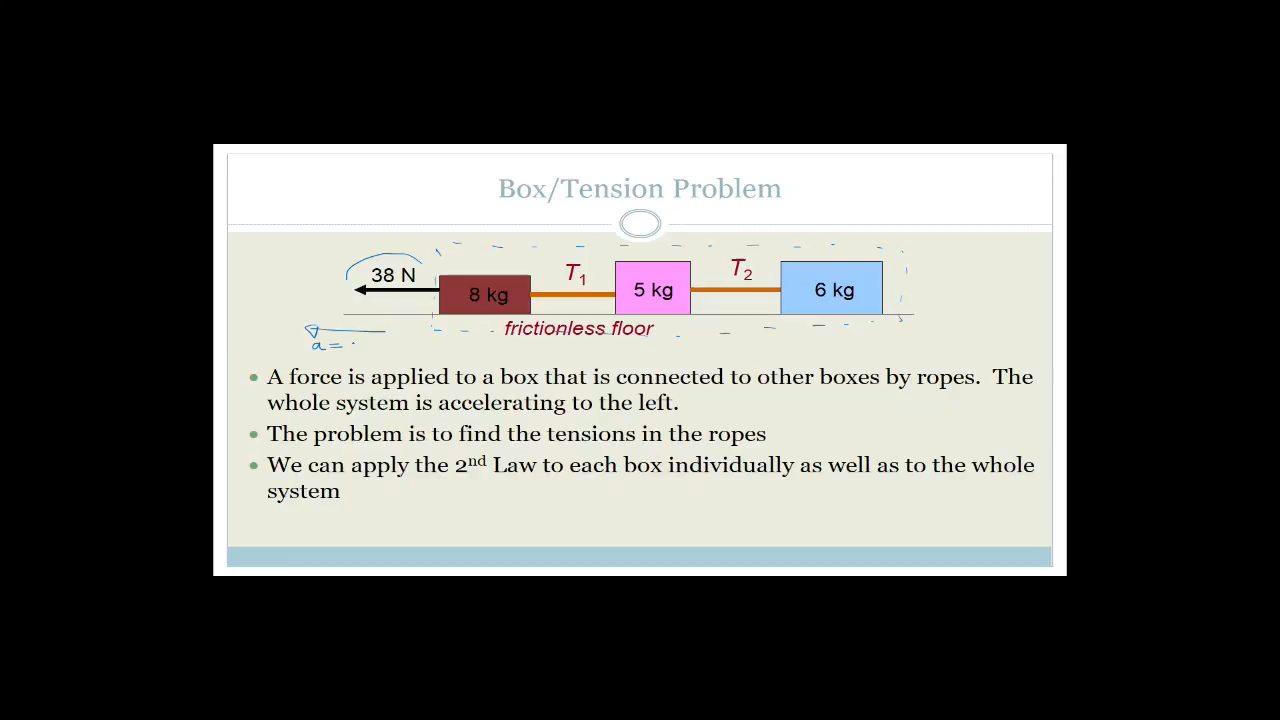 Box/Tension Problem
38 N
T1
T2
8 kg
5 kg
6 kg
frictionless floor
a =
A force is applied to a box that is connected to other boxes by ropes. The
whole system is accelerating to the left.
The problem is to find the tensions in the ropes
We can apply the 2nd Law to each box individually as well as to the whole
system